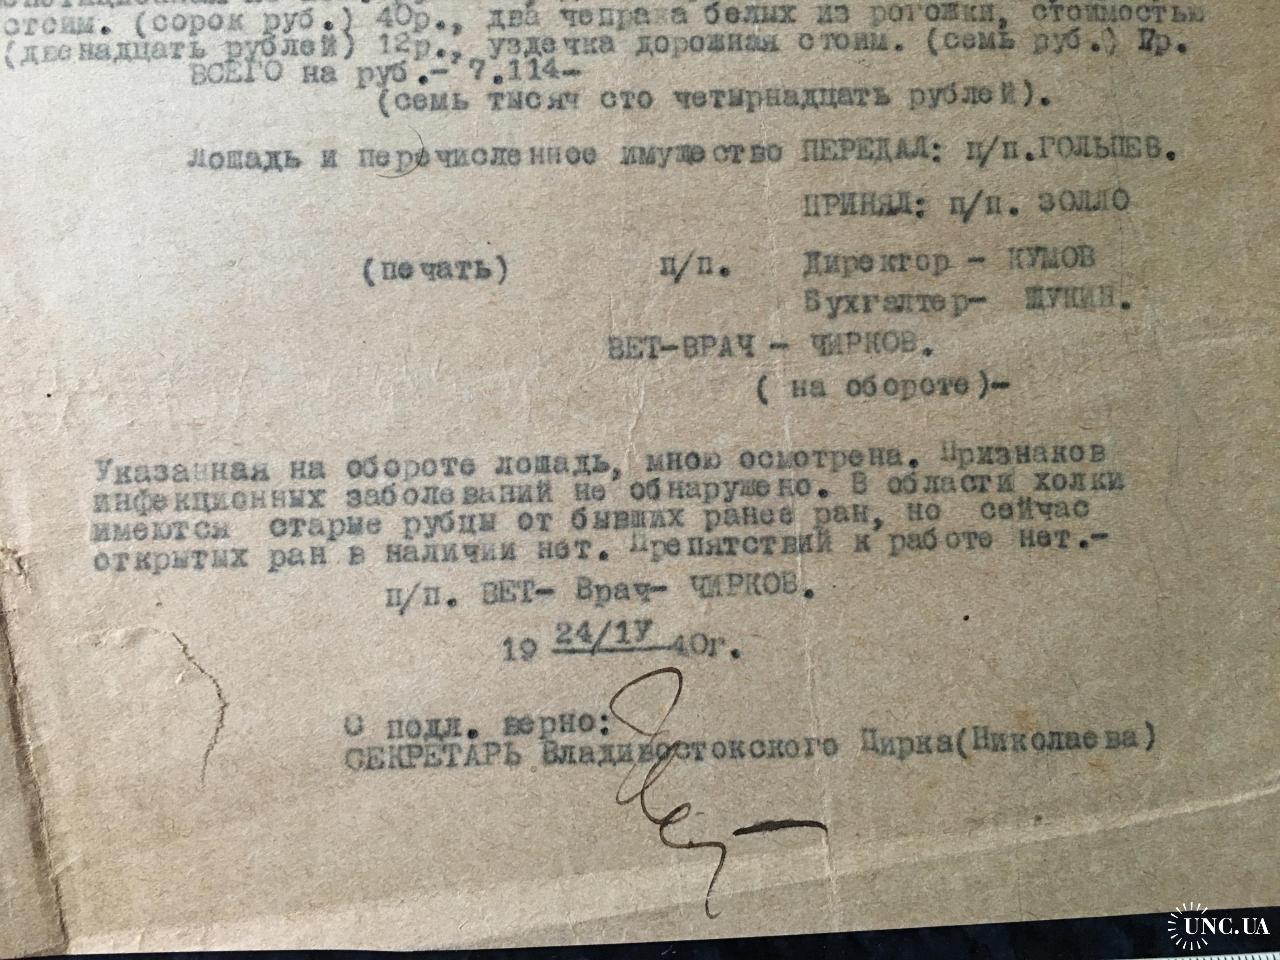 стоим. (сорок руб.) 40р., два чепрака белых из рогожки, стоимостью
(двенадцать рублей) 12р., уздечка дорожная стоим. (семь руб.) 7р.
ВСЕГО на руб.- 7.114-
(семь тысяч сто четырнадцать рублей).
Лошадь и перечисленное имущество ПЕРЕДАЛ: п/п.ГОЛЬЦЕВ.
ПРИНЯЛ: п/п. ЗОЛЛО
(печать) п/п. Директор - КУМОВ
Бухгалтер- ЩУКИН.
ВЕТ-ВРАЧ - ЧИРКОВ.
( на обороте)-
Указанная на обороте лошадь, мною осмотрена. Признаков
инфекционных заболеваний не обнаружено. В области холки
имеются старые рубцы от бывших ранее ран, но сейчас
открытых ран в наличии нет. Препятствий к работе нет.-
п/п. ВЕТ- Врач- ЧИРКОВ.
19 24/1У 40г.
С подл. верно:
СЕКРЕТАРЬ Владивостокского Цирка(Николаева)
UNC.UA